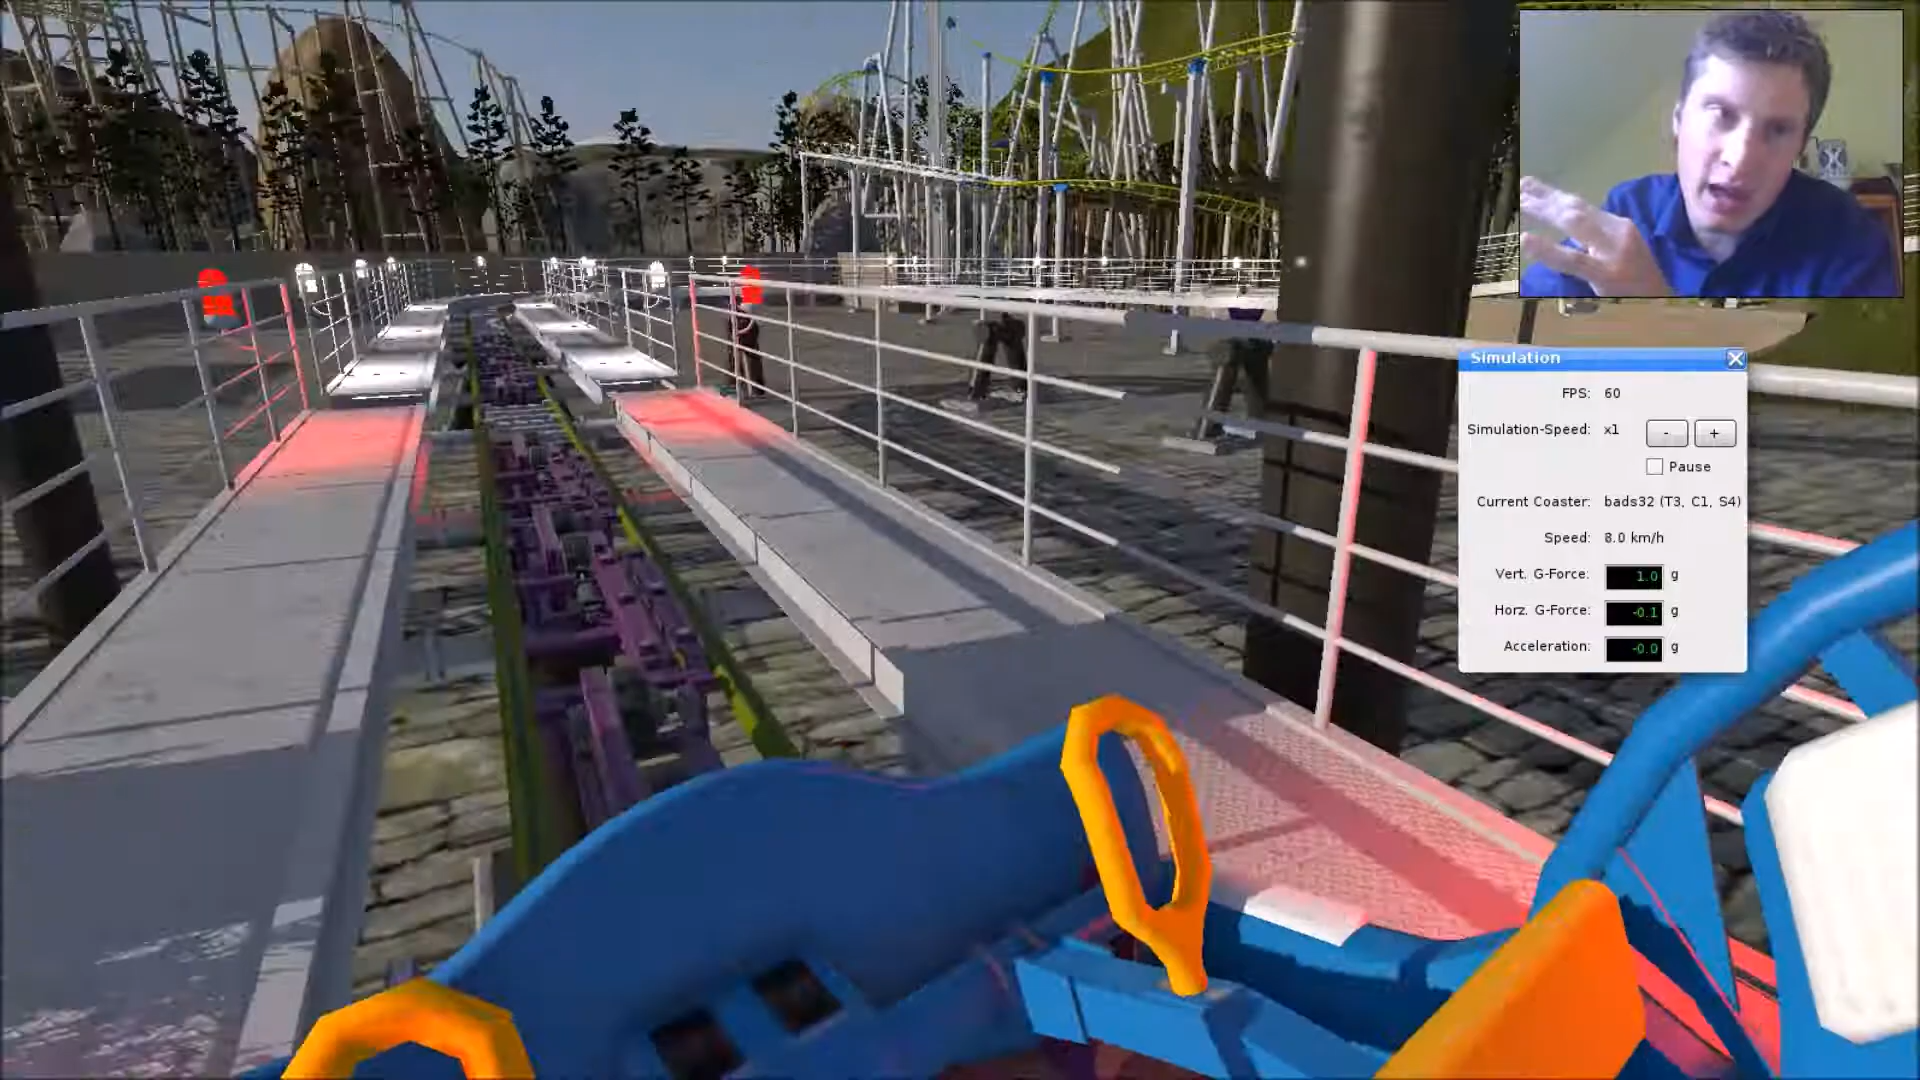 Simulation
FPS: 60
Simulation-Speed: x1 - +
Pause
Current Coaster: bads32 (T3, C1, S4)
Speed: 8.0 km/h
Vert. G-Force: 1.0 g
Horz. G-Force: -0.1 g
Acceleration: -0.0 g